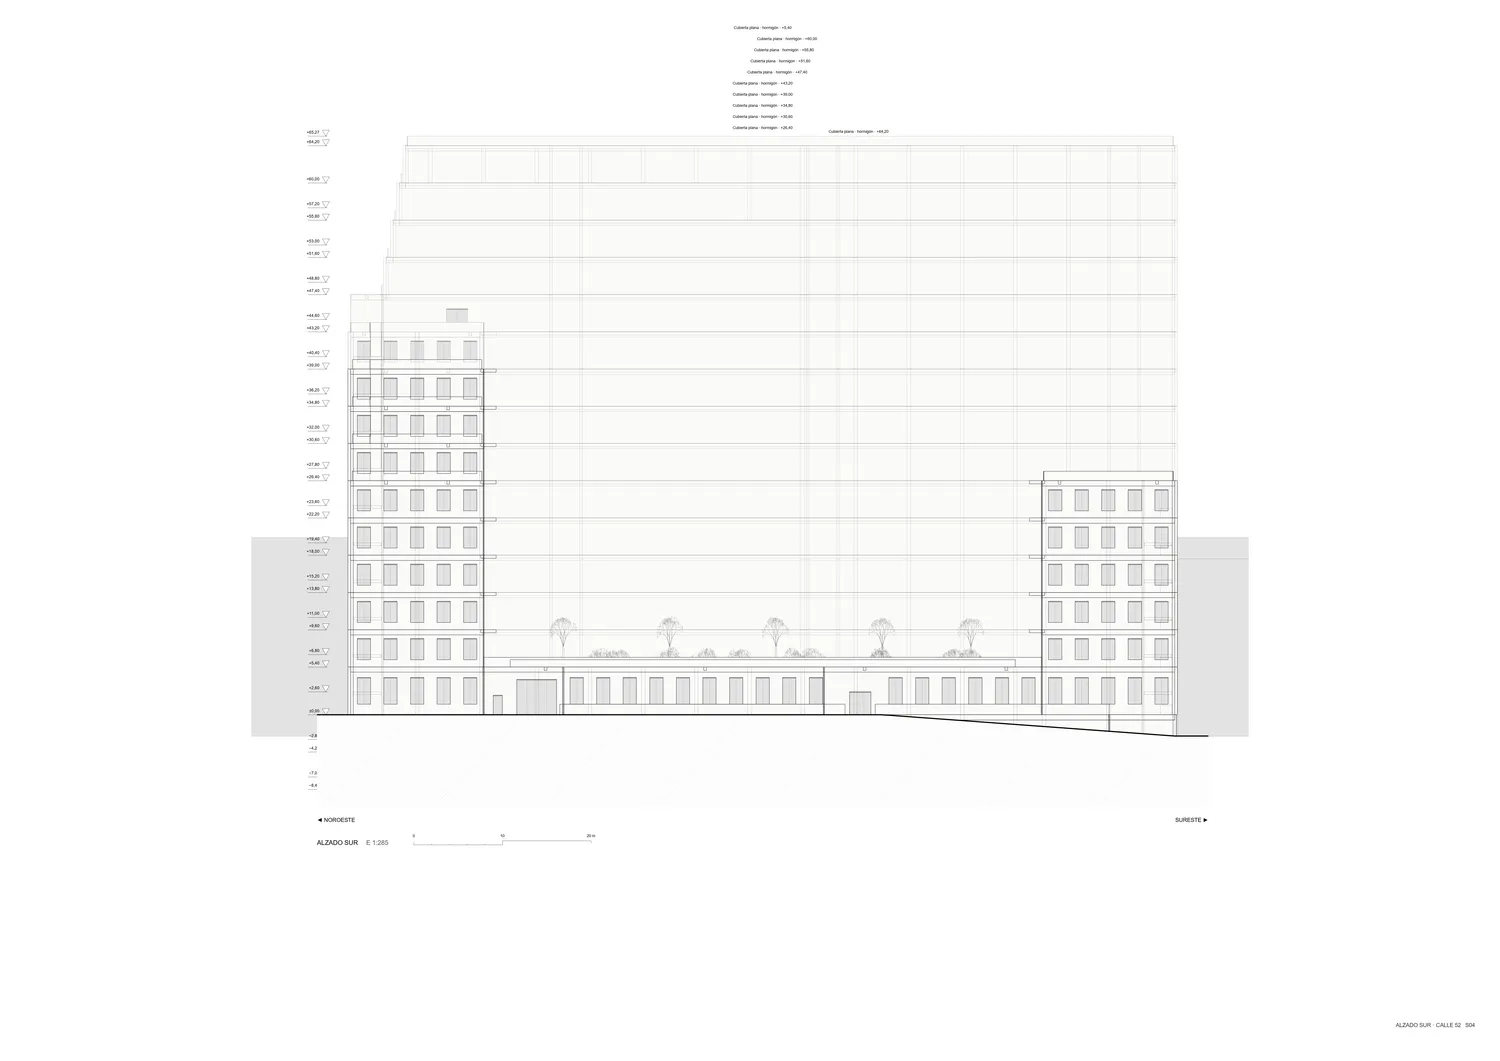 Cubierta plana · hormigón · +5,40
Cubierta plana · hormigón · +60,00
Cubierta plana · hormigón · +55,80
Cubierta plana · hormigón · +51,60
Cubierta plana · hormigón · +47,40
Cubierta plana · hormigón · +43,20
Cubierta plana · hormigón · +39,00
Cubierta plana · hormigón · +34,80
Cubierta plana · hormigón · +30,60
Cubierta plana · hormigón · +26,40
Cubierta plana · hormigón · +64,20
+65,27
+64,20
+60,00
+57,20
+55,80
+53,00
+51,60
+48,80
+47,40
+44,60
+43,20
+40,40
+39,00
+36,20
+34,80
+32,00
+30,60
+27,80
+26,40
+23,60
+22,20
+19,40
+18,00
+15,20
+13,80
+11,00
+9,60
+6,80
+5,40
+2,60
±0,00
−2,8
−4,2
−7,0
−8,4
◀ NOROESTE
SURESTE ▶
ALZADO SUR E 1:285
0 10 20 m
ALZADO SUR · CALLE 52 S04